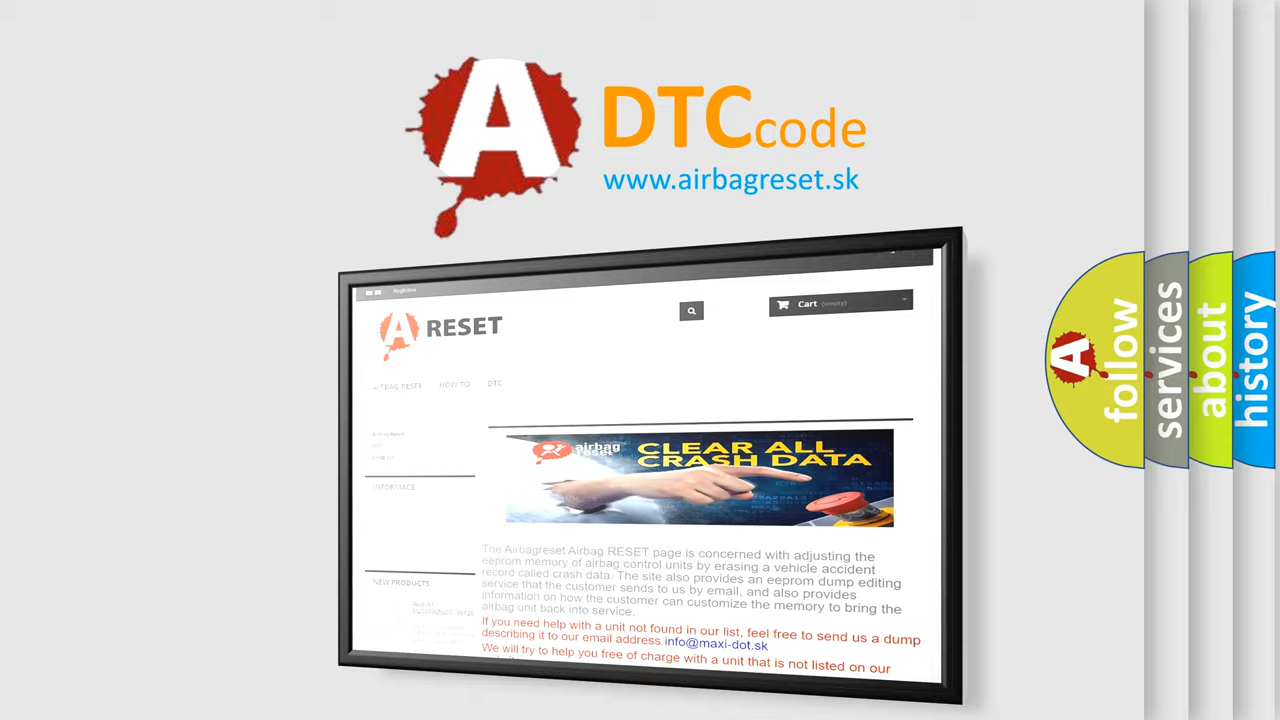 A
DTC code
www.airbagreset.sk
Cart (empty)
A RESET
AIRBAG RESET HOW TO DTC
airbag
reset
CLEAR ALL
CRASH DATA
INFORMACE
NEW PRODUCTS
The Airbagreset Airbag RESET page is concerned with adjusting the
eeprom memory of airbag control units by erasing a vehicle accident
record called crash data. The site also provides an eeprom dump editing
service that the customer sends to us by email, and also provides
information on how the customer can customize the memory to bring the
airbag unit back into service.
If you need help with a unit not found in our list, feel free to send us a dump
describing it to our email address info@maxi-dot.sk
We will try to help you free of charge with a unit that is not listed on our
A
follow
services
about
history